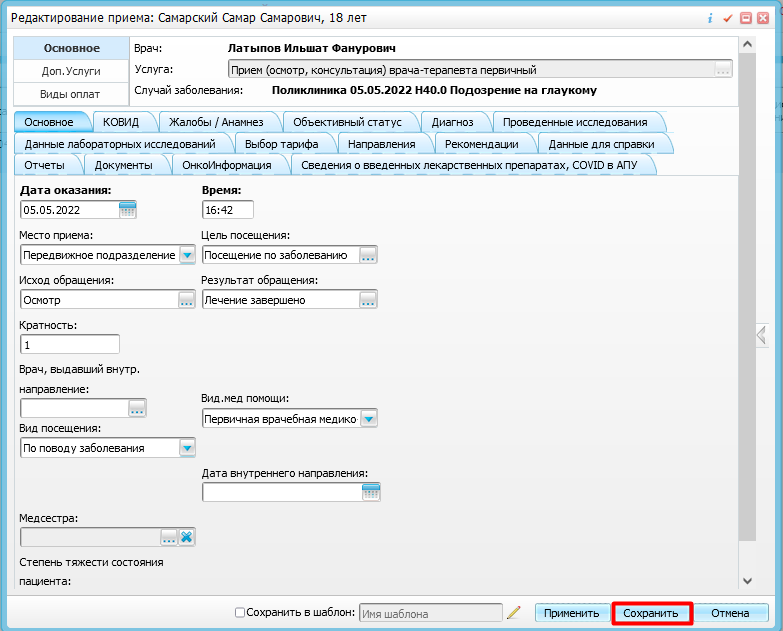 Редактирование приема: Самарский Самар Самарович, 18 лет
Основное
Доп.Услуги
Виды оплат
Врач: Латыпов Ильшат Фанурович
Услуга: Прием (осмотр, консультация) врача-терапевта первичный
Случай заболевания: Поликлиника 05.05.2022 H40.0 Подозрение на глаукому
Основное КОВИД Жалобы / Анамнез Объективный статус Диагноз Проведенные исследования
Данные лабораторных исследований Выбор тарифа Направления Рекомендации Данные для справки
Отчеты Документы ОнкоИнформация Сведения о введенных лекарственных препаратах, COVID в АПУ
Дата оказания: Время:
05.05.2022 16:42
Место приема: Цель посещения:
Передвижное подразделение Посещение по заболеванию
Исход обращения: Результат обращения:
Осмотр Лечение завершено
Кратность:
1
Врач, выдавший внутр.
направление:
Вид.мед помощи:
Первичная врачебная медико
Вид посещения:
По поводу заболевания
Дата внутреннего направления:
Медсестра:
Степень тяжести состояния
пациента:
Сохранить в шаблон: Имя шаблона Применить Сохранить Отмена